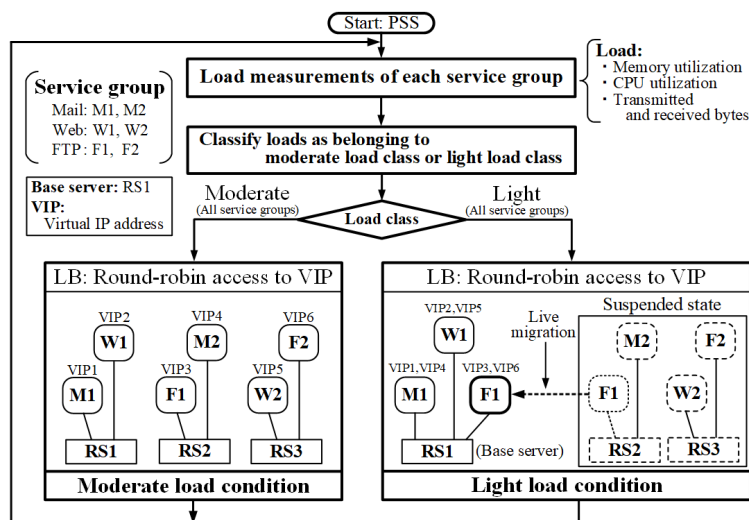 Start: PSS
Load measurements of each service group
Load:
・Memory utilization
・CPU utilization
・Transmitted
and received bytes
Service group
Mail: M1, M2
Web: W1, W2
FTP : F1, F2
Classify loads as belonging to
moderate load class or light load class
Base server: RS1
VIP:
Virtual IP address
Moderate
(All service groups)
Load class
Light
(All service groups)
LB: Round-robin access to VIP
VIP2
W1
VIP4
M2
VIP6
F2
VIP1
M1
VIP3
F1
VIP5
W2
RS1
RS2
RS3
Moderate load condition
LB: Round-robin access to VIP
Suspended state
VIP2,VIP5
W1
Live
migration
M2
F2
VIP1,VIP4
M1
VIP3,VIP6
F1
F1
W2
RS1
(Base server)
RS2
RS3
Light load condition